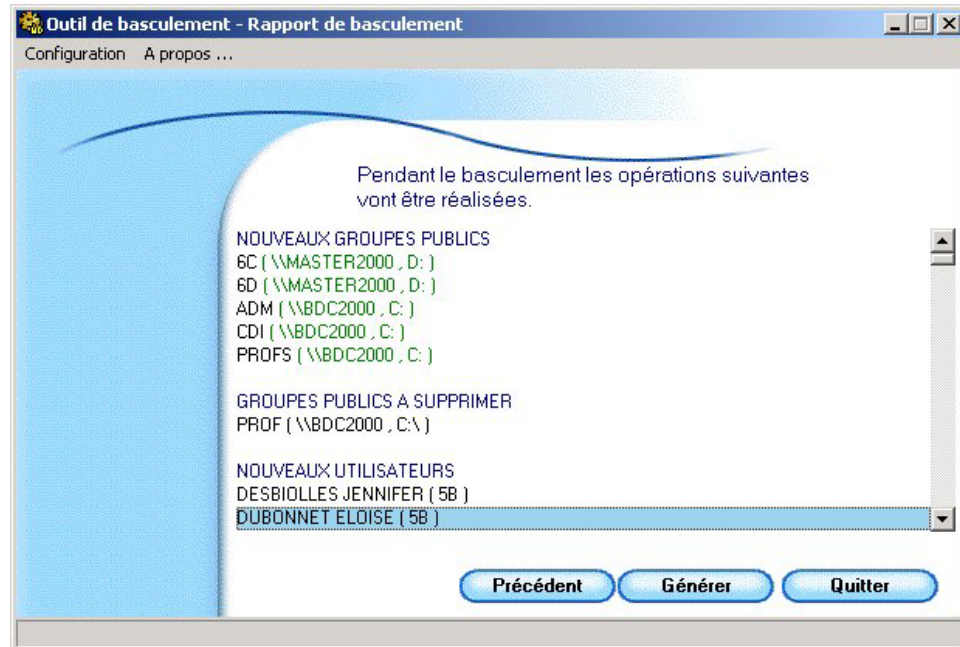 Outil de basculement - Rapport de basculement
Configuration A propos ...
Pendant le basculement les opérations suivantes
vont être réalisées.
NOUVEAUX GROUPES PUBLICS
6C ( \\MASTER2000 , D: )
6D ( \\MASTER2000 , D: )
ADM ( \\BDC2000 , C: )
CDI ( \\BDC2000 , C: )
PROFS ( \\BDC2000 , C: )
GROUPES PUBLICS A SUPPRIMER
PROF ( \\BDC2000 , C:\ )
NOUVEAUX UTILISATEURS
DESBIOLLES JENNIFER ( 5B )
DUBONNET ELOISE ( 5B )
Précédent Générer Quitter